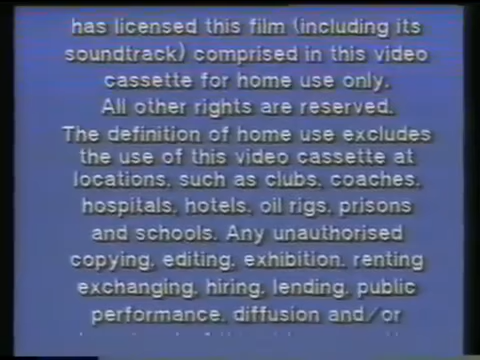 has licensed this film (including its
soundtrack) comprised in this video
cassette for home use only.
All other rights are reserved.
The definition of home use excludes
the use of this video cassette at
locations, such as clubs, coaches,
hospitals, hotels, oil rigs, prisons
and schools. Any unauthorised
copying, editing, exhibition, renting
exchanging, hiring, lending, public
performance, diffusion and/or